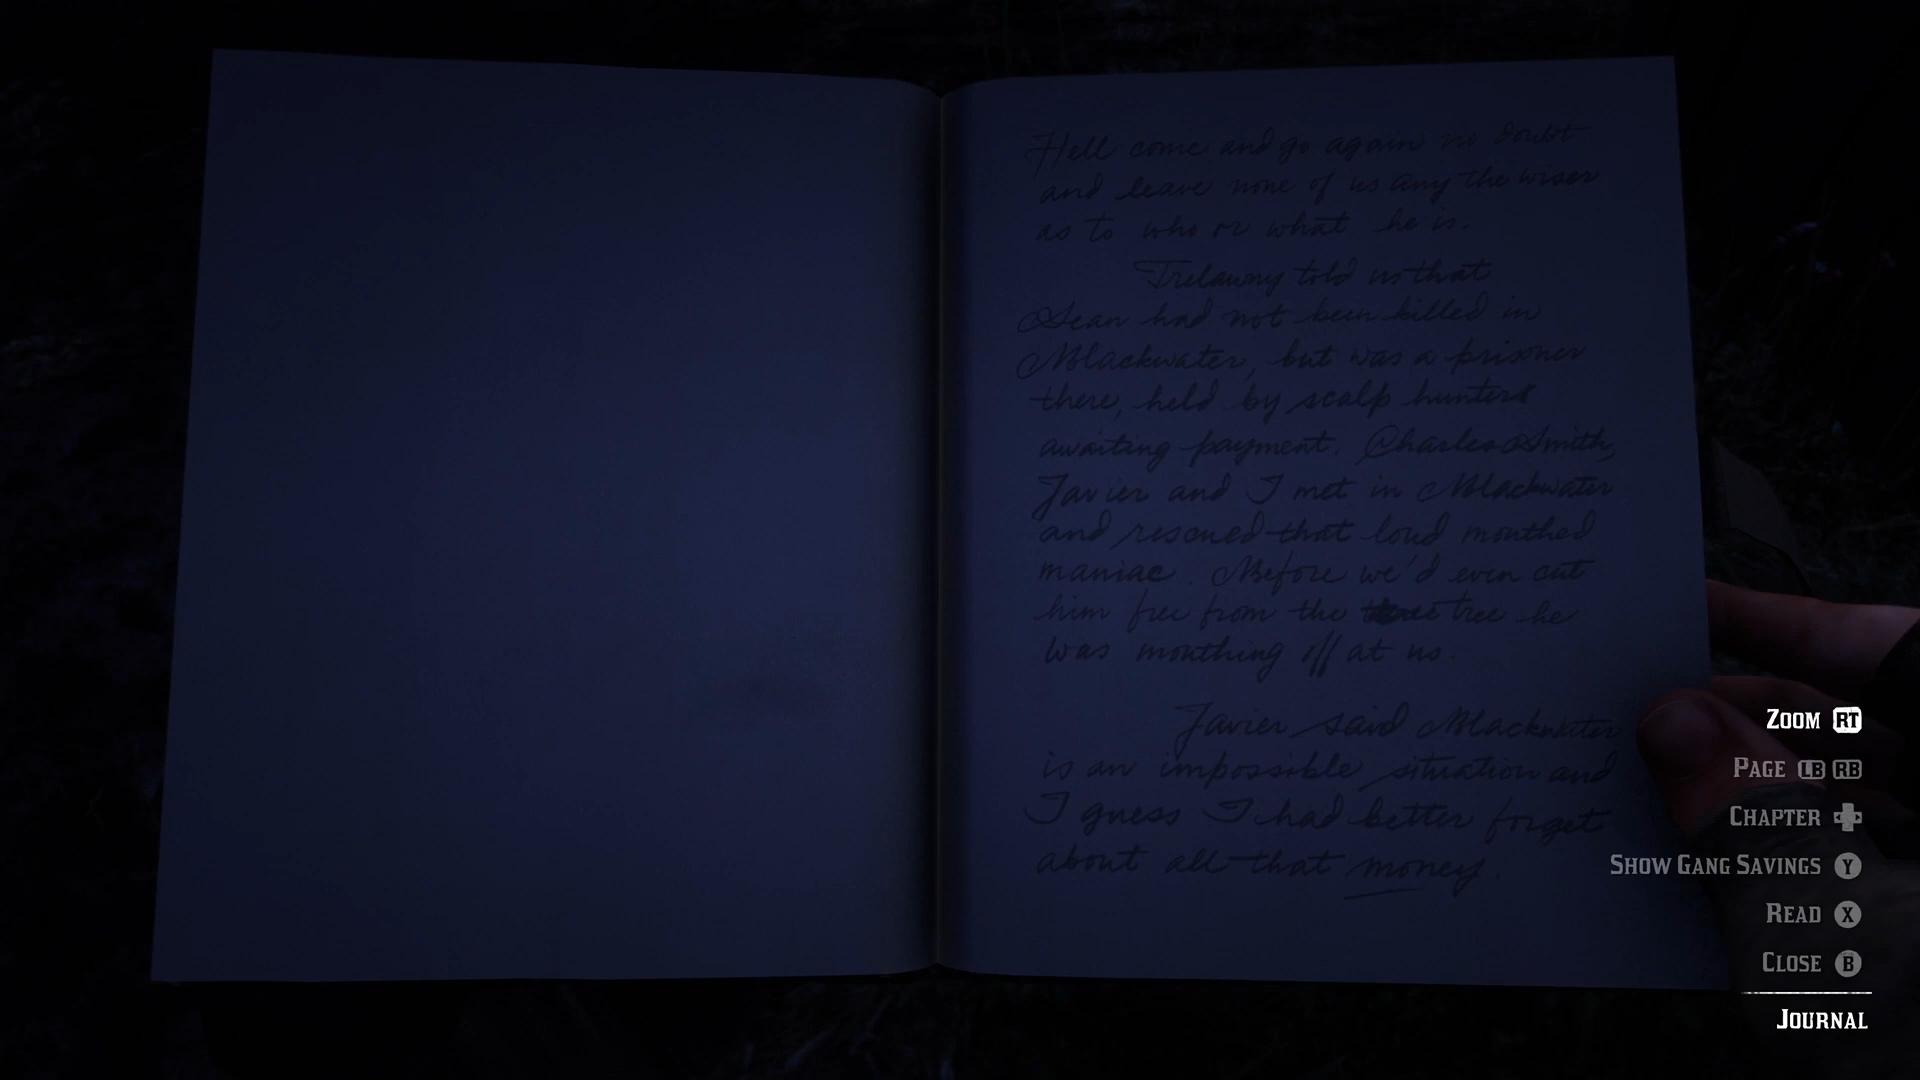 Hell come and go again no doubt
and leave none of us any the wiser
as to who or what he is.
Trelawny told us that
Sean had not been killed in
Blackwater, but was a prisoner
there, held by scalp hunters
awaiting payment. Charles Smith,
Javier and I met in Blackwater
and rescued that loud mouthed
maniac. Before we'd even cut
him free from the tree he
was mouthing off at us.
Javier said Blackwater
is an impossible situation and
I guess I had better forget
about all that money.
ZOOM RT
PAGE LB RB
CHAPTER
SHOW GANG SAVINGS Y
READ X
CLOSE B
JOURNAL